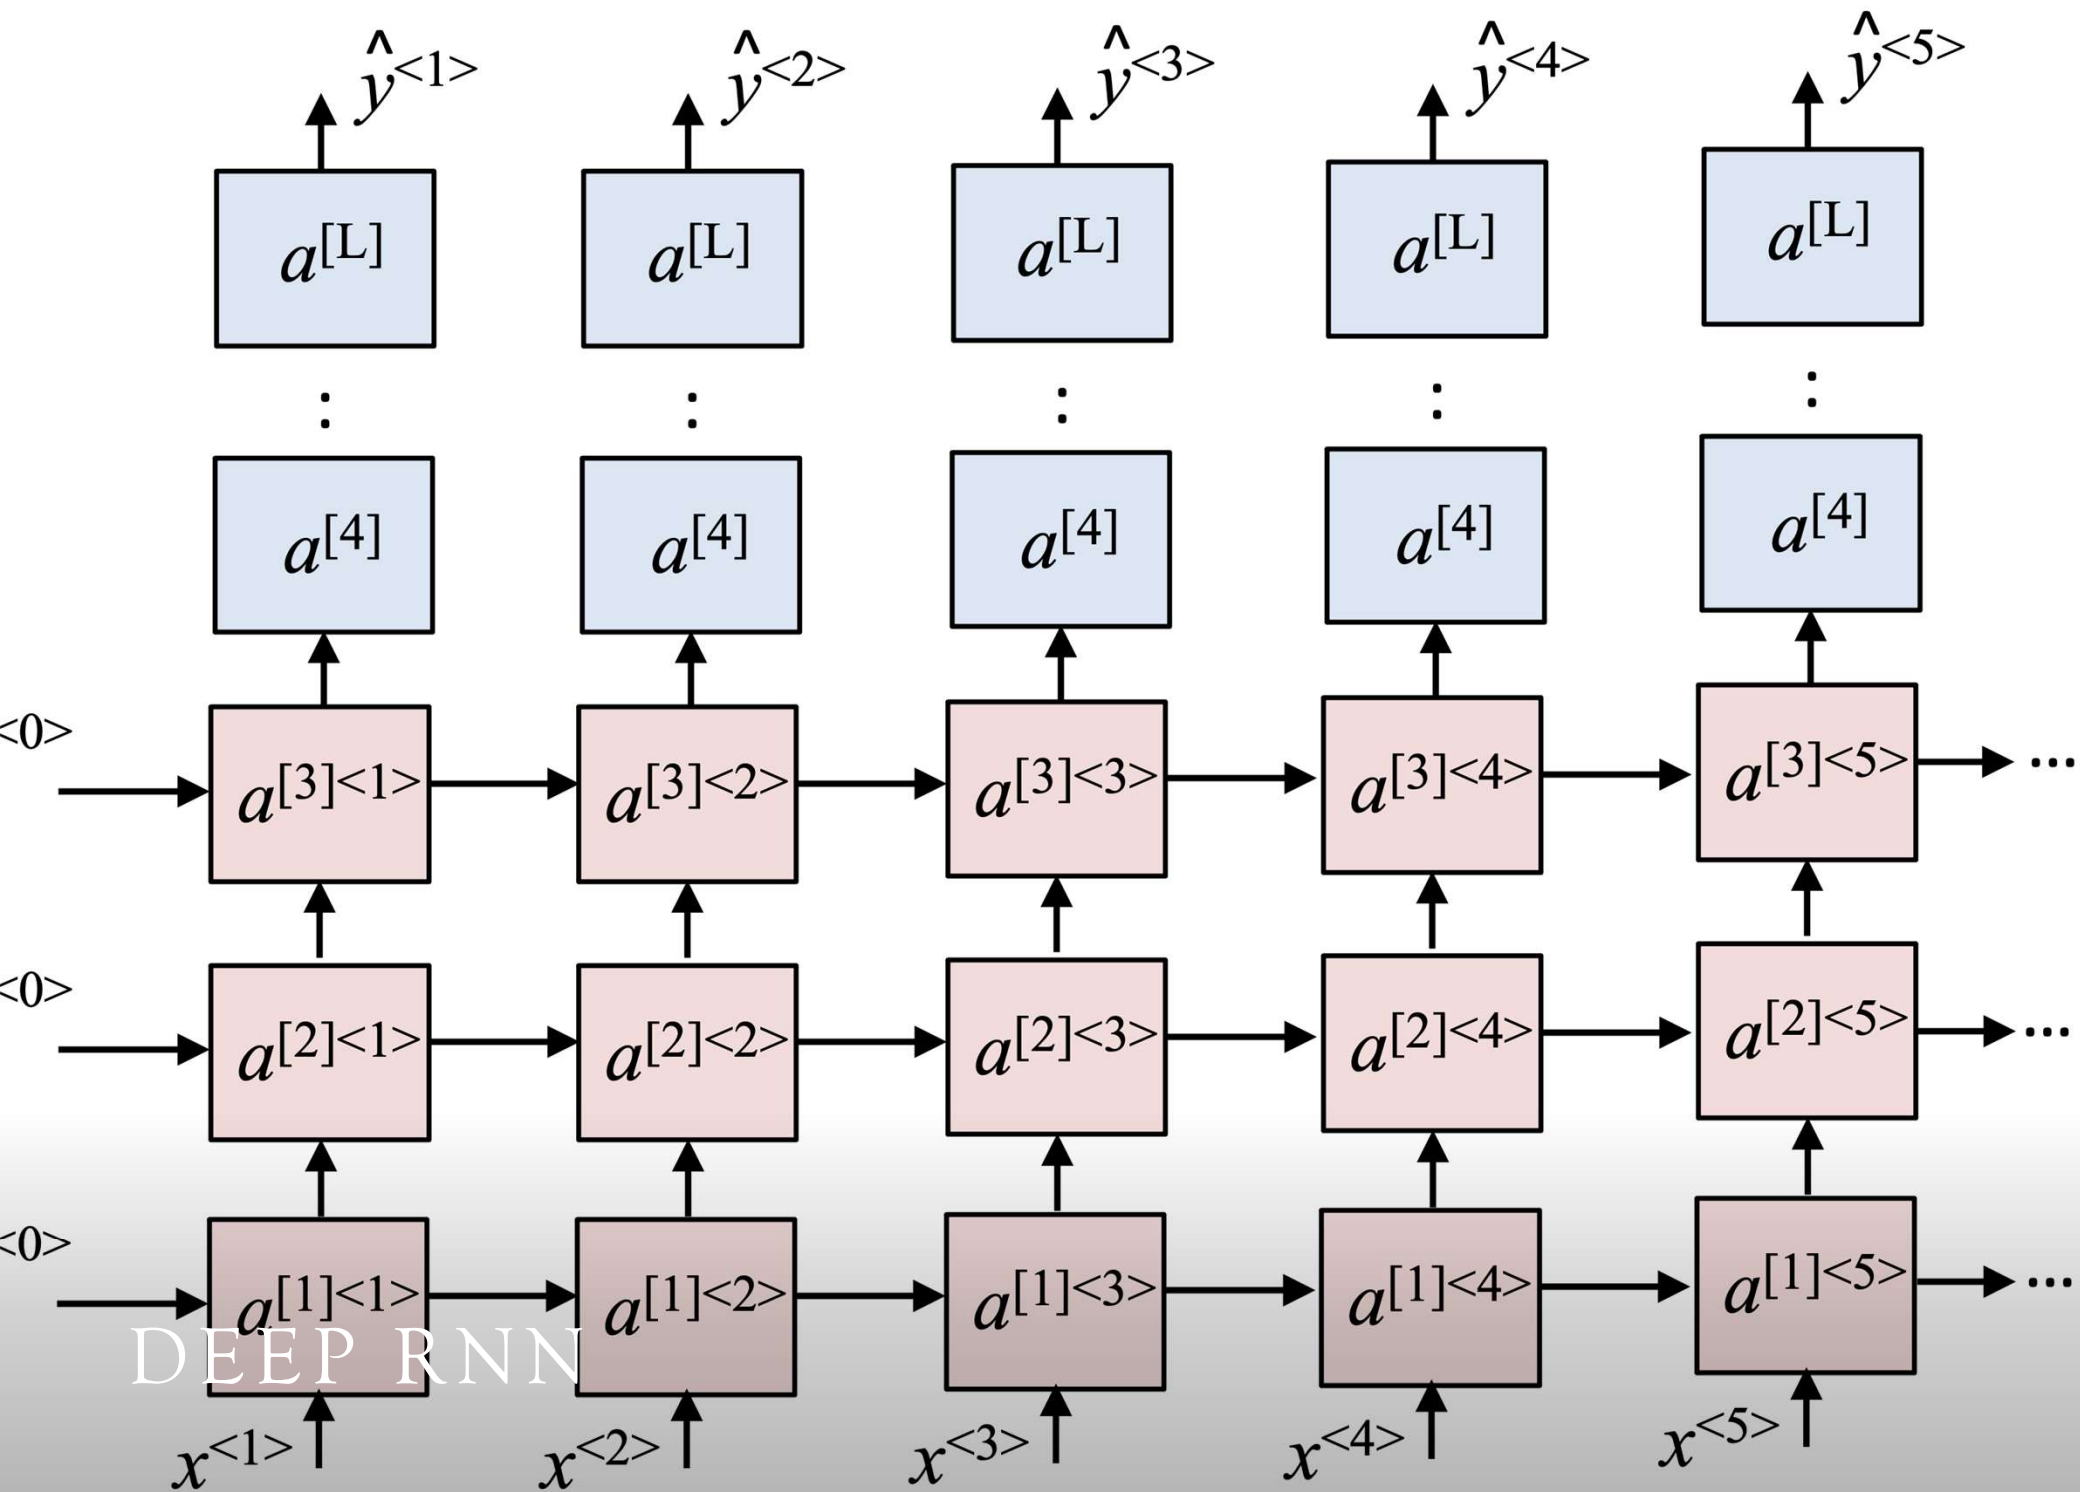 ŷ<1> ŷ<2> ŷ<3> ŷ<4> ŷ<5>
a[L] a[L] a[L] a[L] a[L]
: : : : :
a[4] a[4] a[4] a[4] a[4]
<0> a[3]<1> a[3]<2> a[3]<3> a[3]<4> a[3]<5> ...
<0> a[2]<1> a[2]<2> a[2]<3> a[2]<4> a[2]<5> ...
<0> a[1]<1> a[1]<2> a[1]<3> a[1]<4> a[1]<5> ...
DEEP RNN
x<1> x<2> x<3> x<4> x<5>